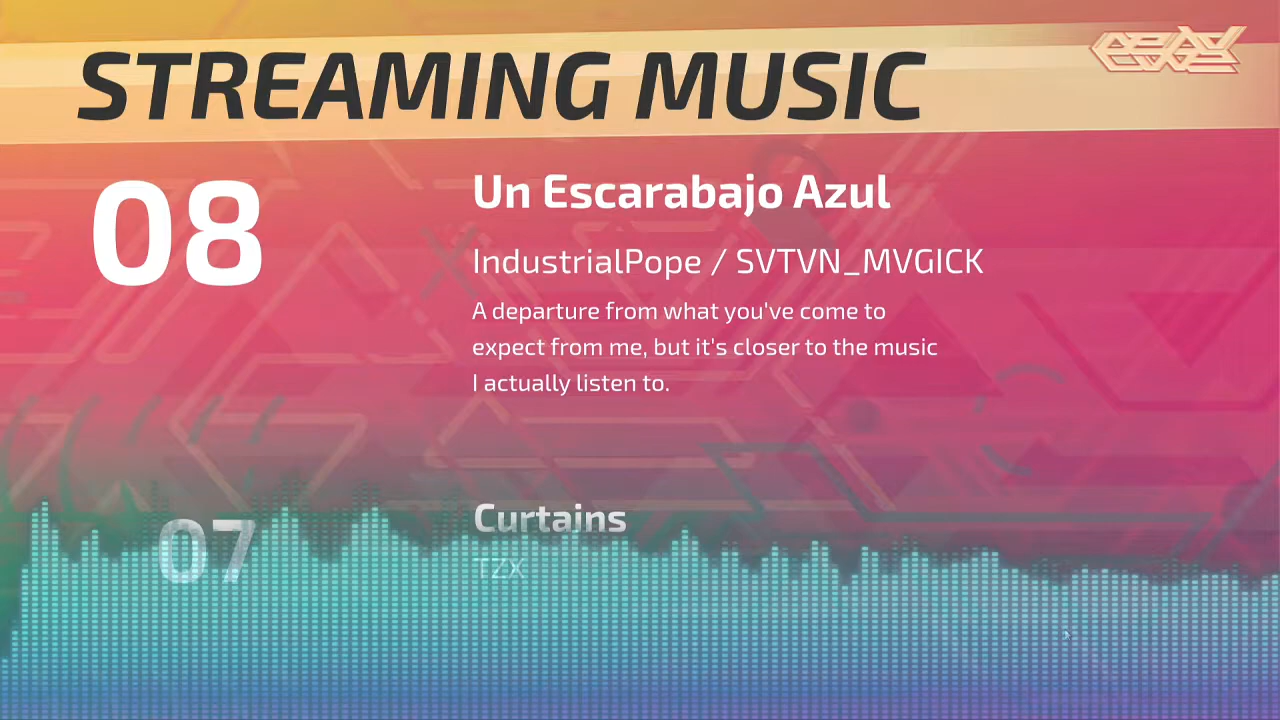 STREAMING MUSIC
08
Un Escarabajo Azul
IndustrialPope / SVTVN_MVGICK
A departure from what you've come to
expect from me, but it's closer to the music
I actually listen to.
07
Curtains
TZX